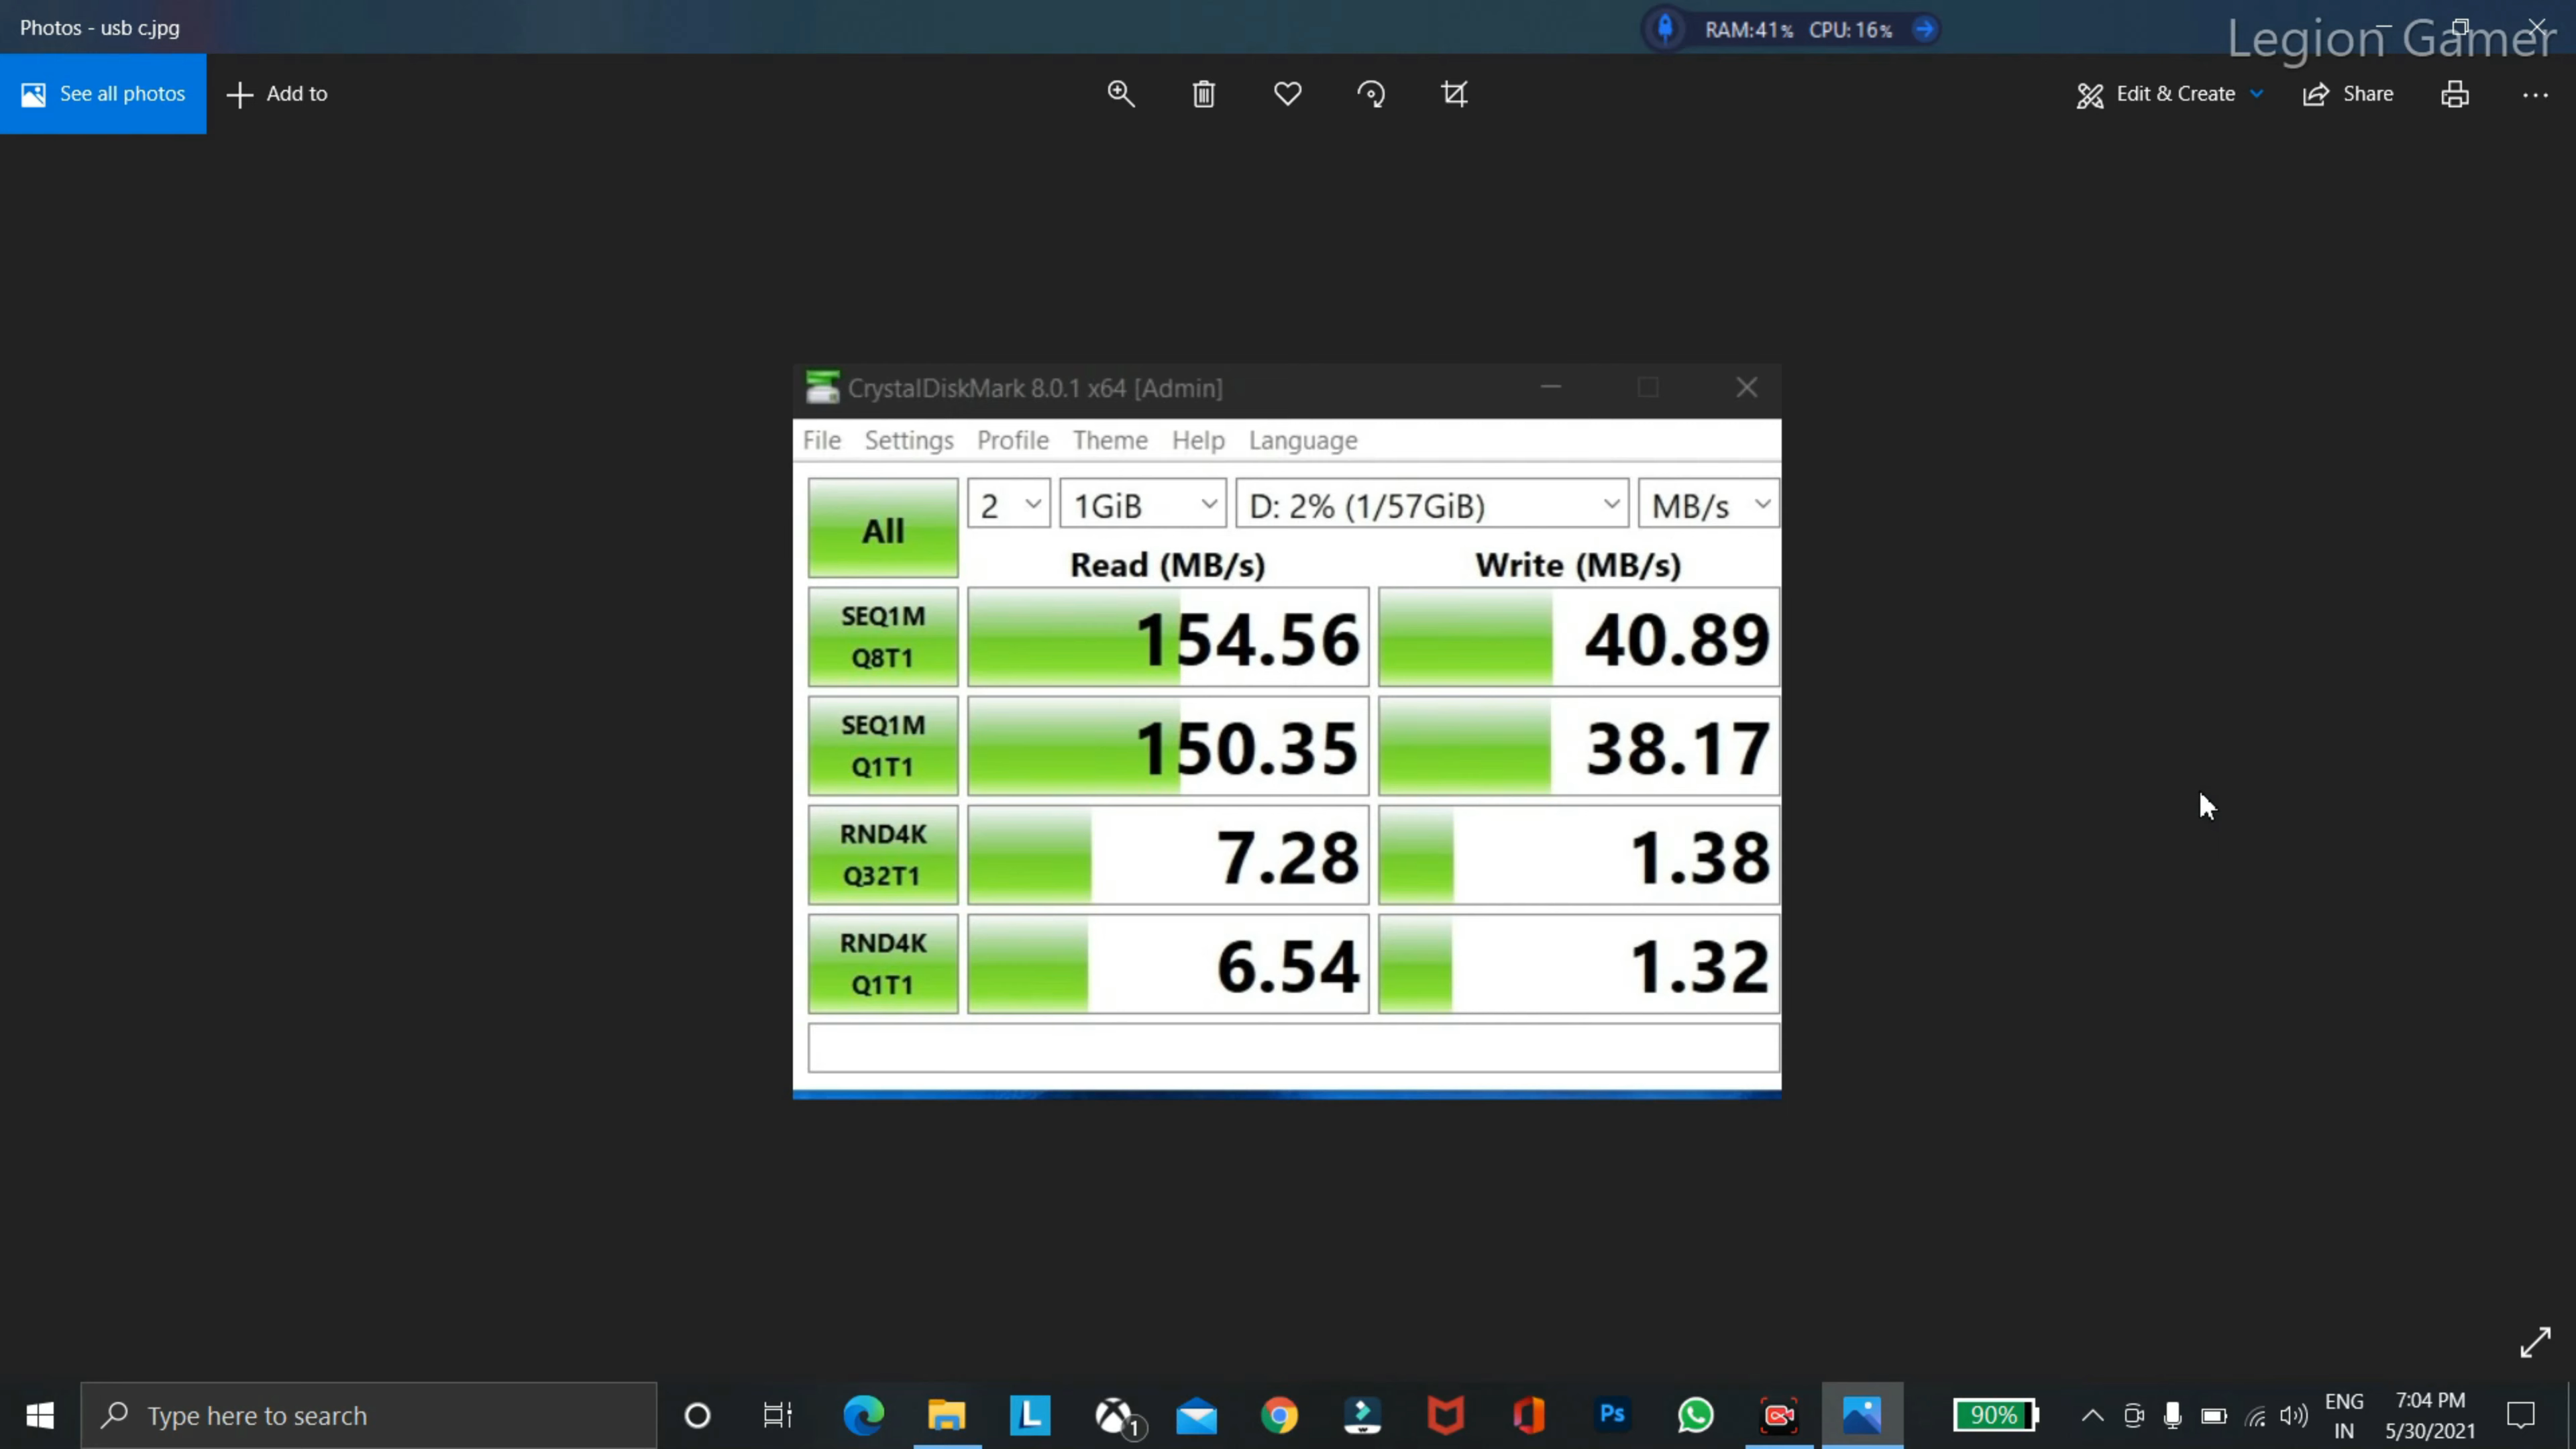 Photos - usb c.jpg
RAM:41% CPU: 16%
Legion Gamer
See all photos
Add to
Edit & Create
Share
CrystalDiskMark 8.0.1 x64 [Admin]
File Settings Profile Theme Help Language
All 2 1GiB D: 2% (1/57GiB) MB/s
Read (MB/s) Write (MB/s)
SEQ1M
Q8T1
154.56 40.89
SEQ1M
Q1T1
150.35 38.17
RND4K
Q32T1
7.28 1.38
RND4K
Q1T1
6.54 1.32
Type here to search
L
1
W
Ps
90%
ENG
IN
7:04 PM
5/30/2021